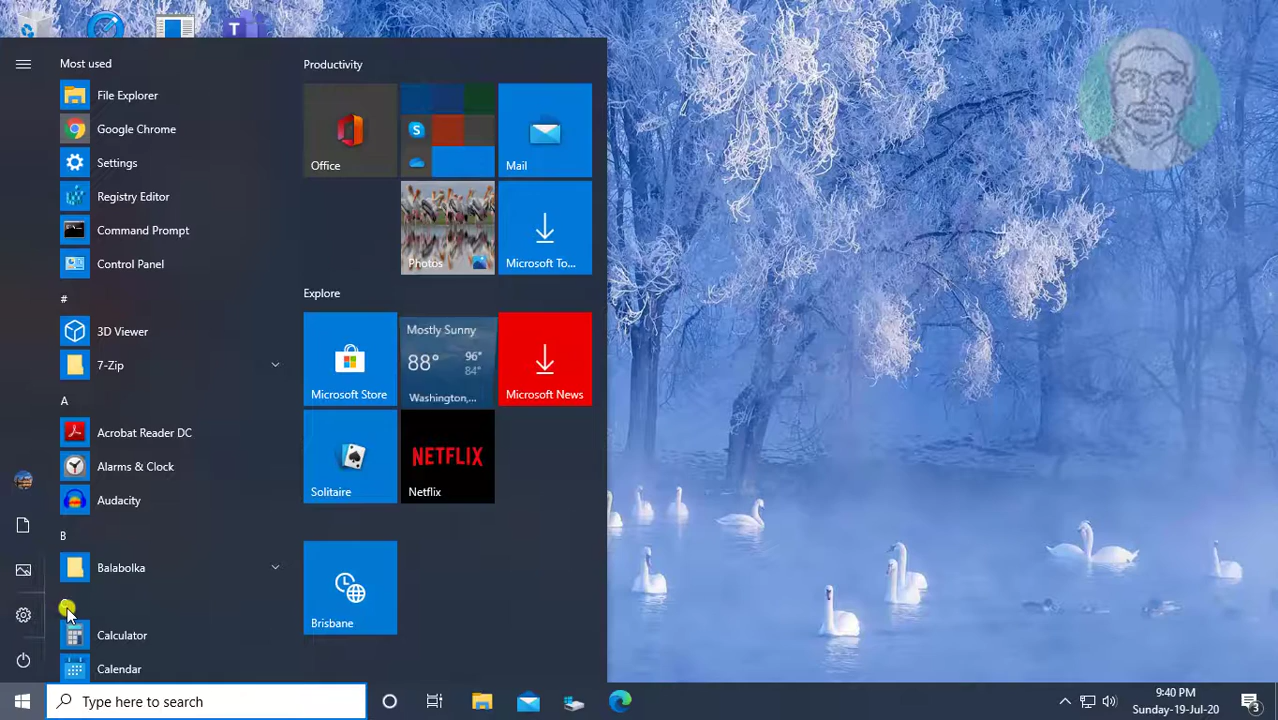 Most used
File Explorer
Google Chrome
Settings
Registry Editor
Command Prompt
Control Panel
#
3D Viewer
7-Zip
A
Acrobat Reader DC
Alarms & Clock
Audacity
B
Balabolka
Calculator
Calendar
Productivity
Office
Mail
Photos
Microsoft To...
Explore
Microsoft Store
Mostly Sunny
88° 96°
84°
Washington,...
Microsoft News
Solitaire
NETFLIX
Netflix
Brisbane
Type here to search
9:40 PM
Sunday-19-Jul-20
3